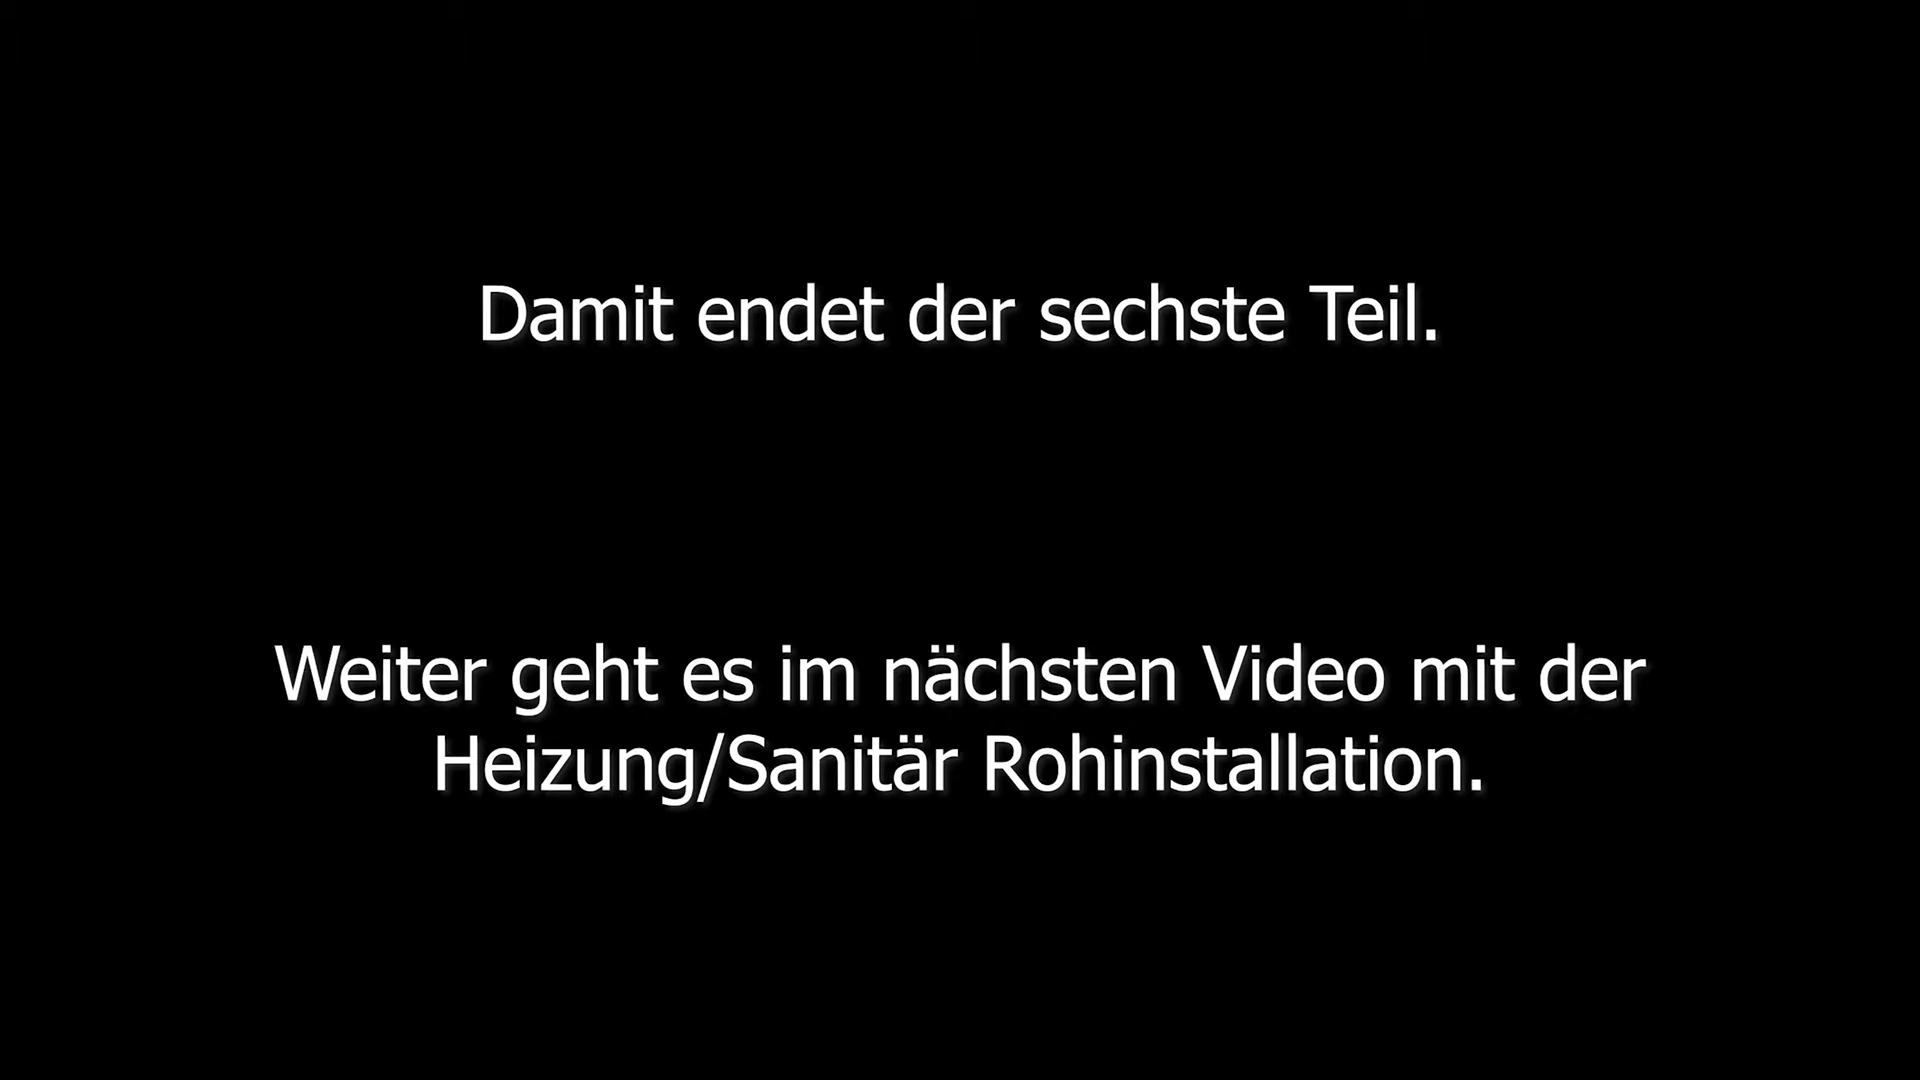 Damit endet der sechste Teil.
Weiter geht es im nächsten Video mit der
Heizung/Sanitär Rohinstallation.